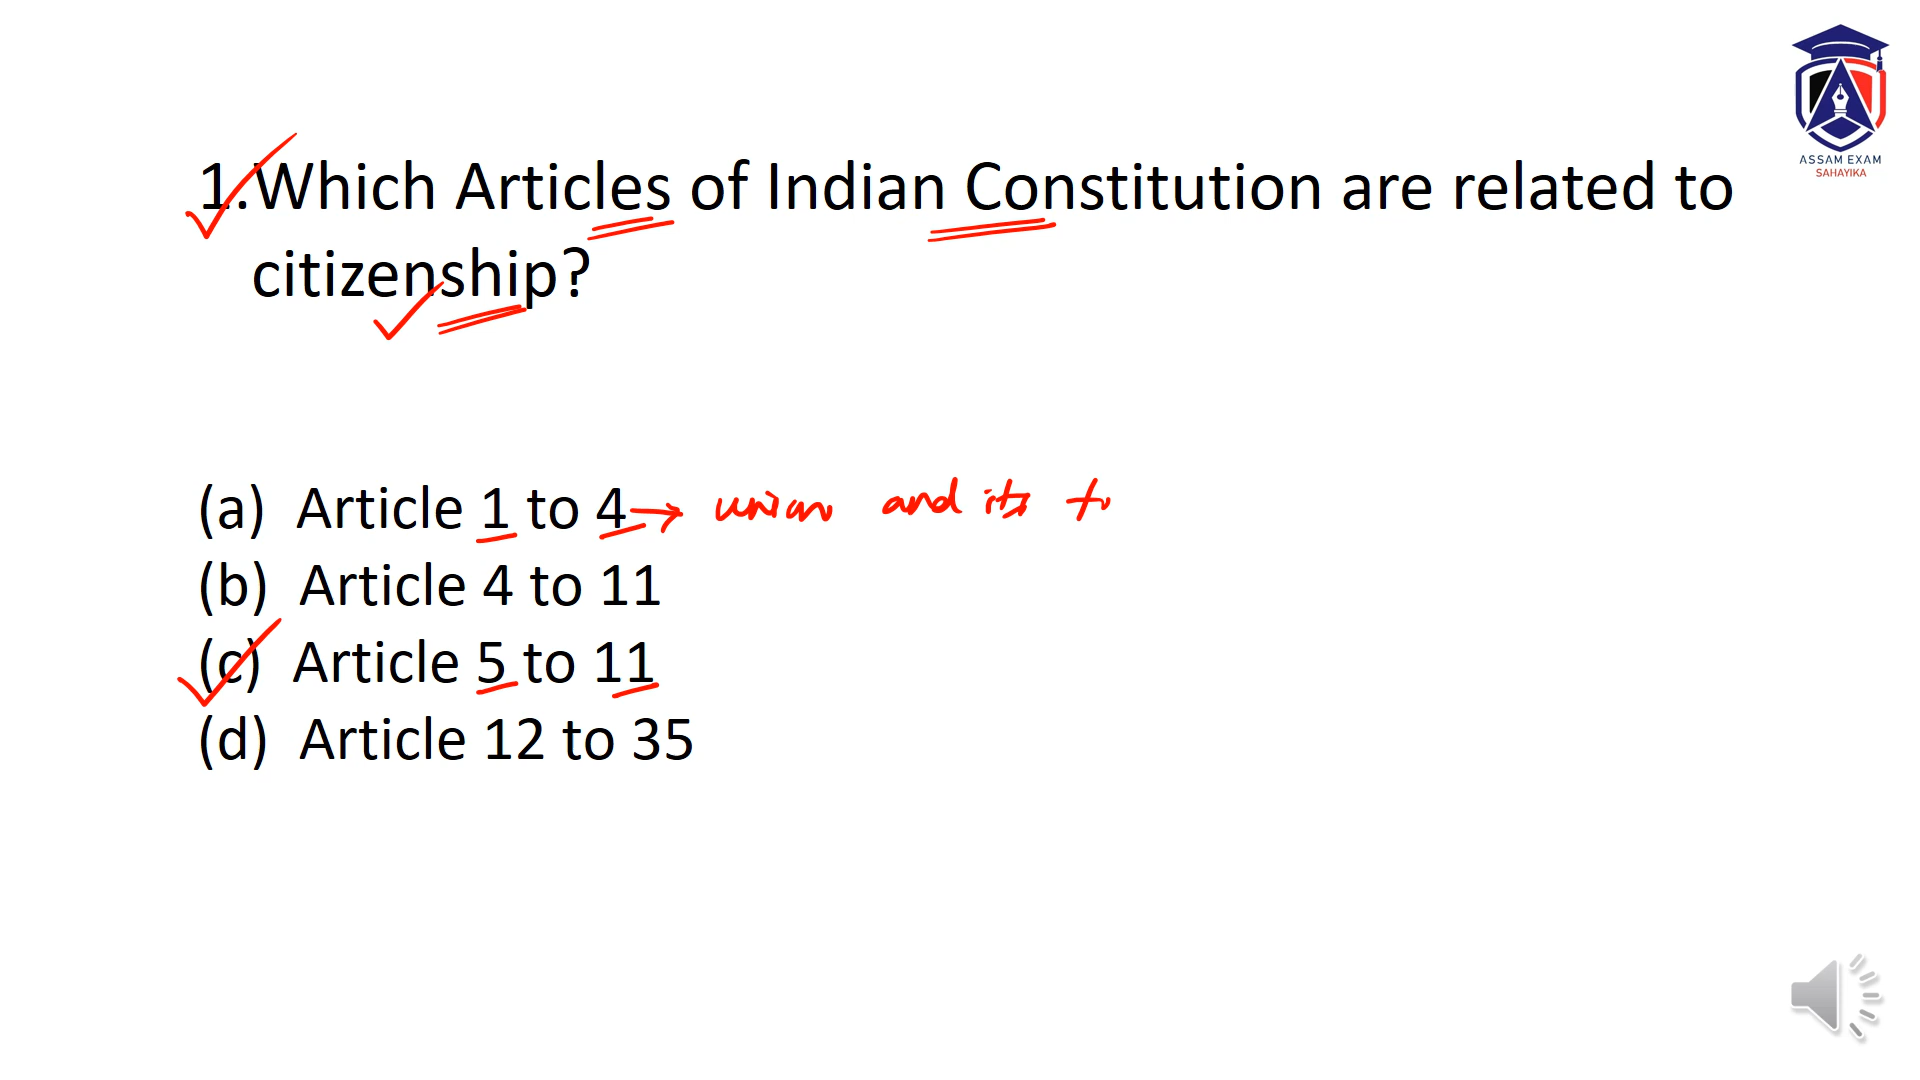 ASSAM EXAM
SAHAYIKA
1.Which Articles of Indian Constitution are related to
citizenship?
(a) Article 1 to 4 → union and its t
(b) Article 4 to 11
(c) Article 5 to 11
(d) Article 12 to 35